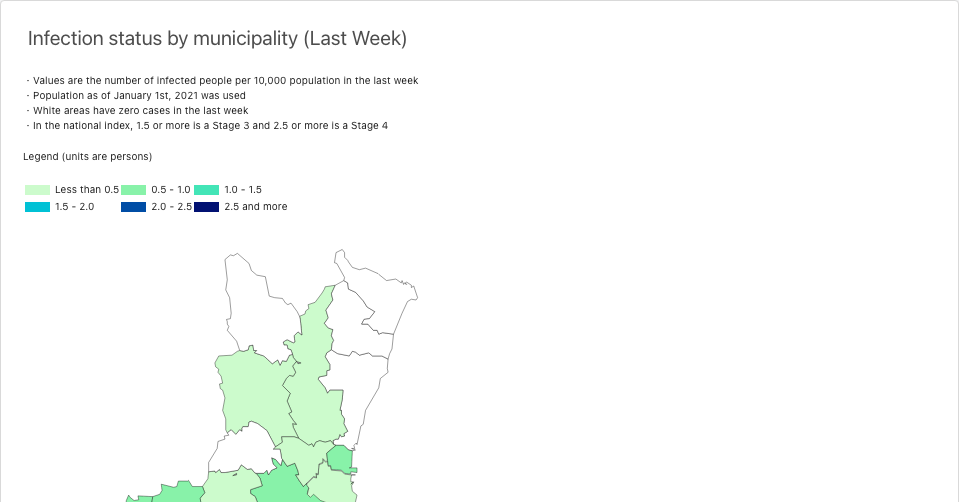 Infection status by municipality (Last Week)
· Values are the number of infected people per 10,000 population in the last week
· Population as of January 1st, 2021 was used
· White areas have zero cases in the last week
· In the national index, 1.5 or more is a Stage 3 and 2.5 or more is a Stage 4
Legend (units are persons)
Less than 0.5 0.5 - 1.0 1.0 - 1.5
1.5 - 2.0 2.0 - 2.5 2.5 and more